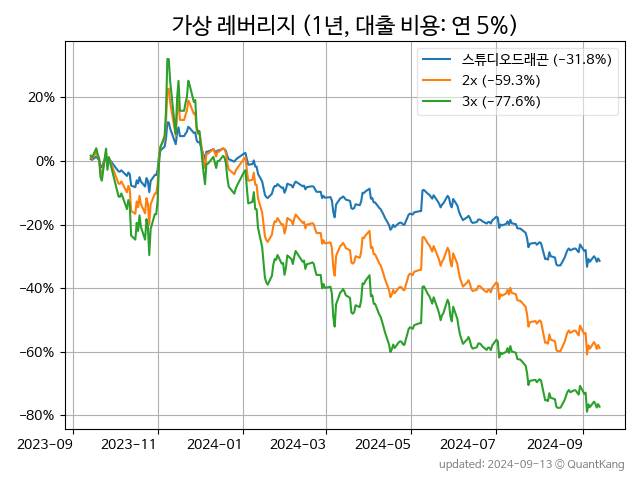 가상 레버리지 (1년, 대출 비용: 연 5%)
스튜디오드래곤 (−31.8%)
2x (−59.3%)
3x (−77.6%)
20%
0%
−20%
−40%
−60%
−80%
2023-09 2023-11 2024-01 2024-03 2024-05 2024-07 2024-09
updated: 2024-09-13 © QuantKang